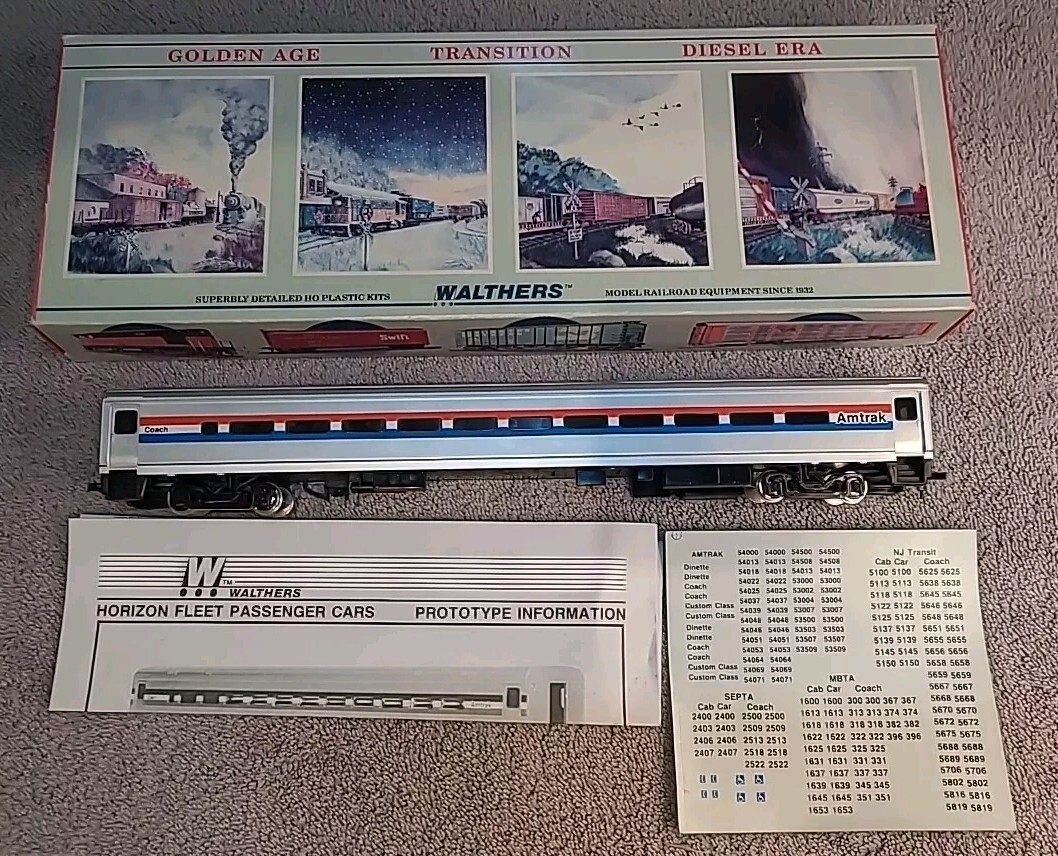 GOLDEN AGE TRANSITION DIESEL ERA
SUPERBLY DETAILED HO PLASTIC KITS WALTHERS™ MODEL RAILROAD EQUIPMENT SINCE 1932
Swift
Coach
Amtrak
W™
WALTHERS
HORIZON FLEET PASSENGER CARS PROTOTYPE INFORMATION
AMTRAK 54000 54000 54500 54500
54013 54013 54508 54508
Dinette 54018 54018 54013 54013
Dinette 54022 54022 53000 53000
Coach 54025 54025 53002 53002
Coach 54037 54037 53004 53004
Custom Class 54039 54039 53007 53007
Custom Class 54048 54048 53500 53500
Dinette 54046 54046 53503 53503
Dinette 54051 54051 53507 53507
Coach 54053 54053 53509 53509
Coach 54064 54064
Custom Class 54069 54069
Custom Class 54071 54071
SEPTA
Cab Car Coach
2400 2400 2500 2500
2403 2403 2509 2509
2406 2406 2513 2513
2407 2407 2518 2518
2522 2522
MBTA
Cab Car Coach
1600 1600 300 300 367 367
1613 1613 313 313 374 374
1618 1618 318 318 382 382
1622 1622 322 322 396 396
1625 1625 325 325
1631 1631 331 331
1637 1637 337 337
1639 1639 345 345
1645 1645 351 351
1653 1653
NJ Transit
Cab Car Coach
5100 5100 5625 5625
5113 5113 5638 5638
5118 5118 5645 5645
5122 5122 5646 5646
5125 5125 5648 5648
5137 5137 5651 5651
5139 5139 5655 5655
5145 5145 5656 5656
5150 5150 5658 5658
5659 5659
5667 5667
5668 5668
5670 5670
5672 5672
5675 5675
5688 5688
5689 5689
5706 5706
5802 5802
5816 5816
5819 5819